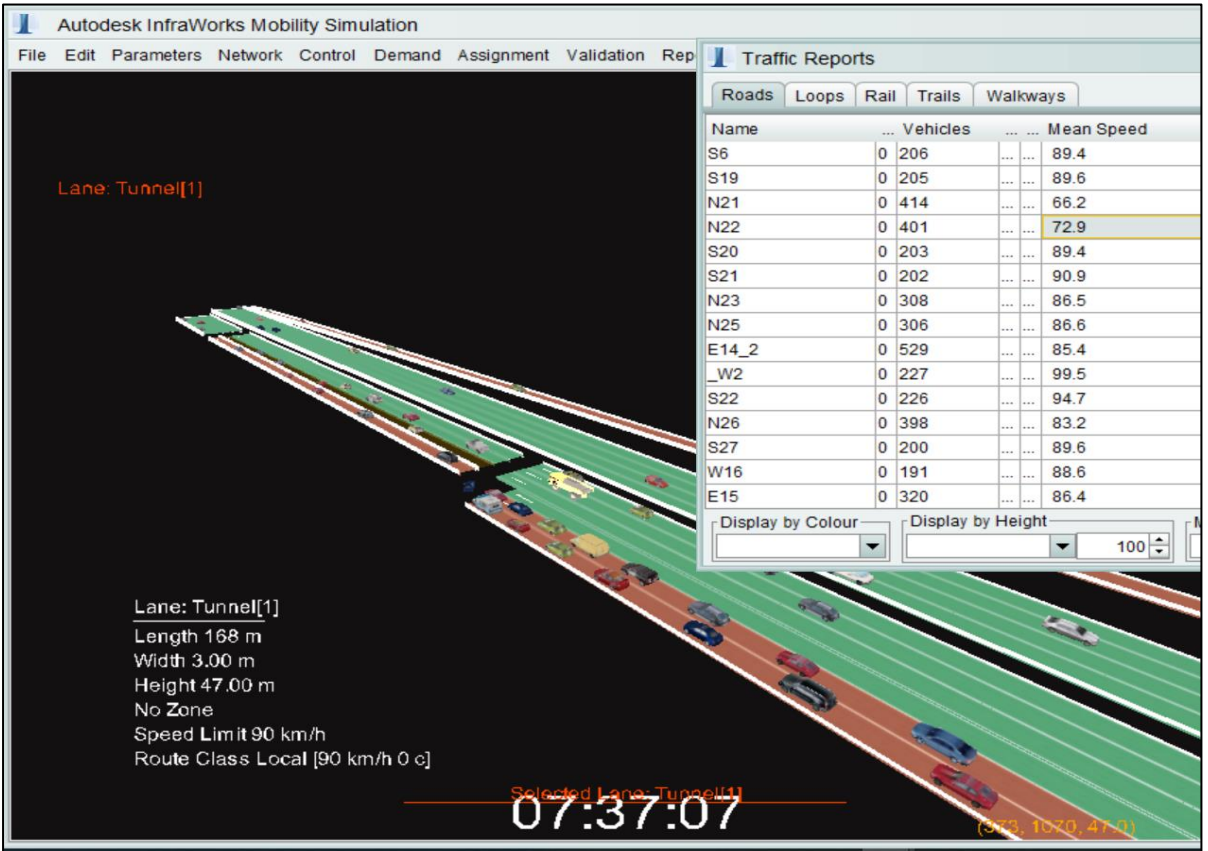 Autodesk InfraWorks Mobility Simulation
File Edit Parameters Network Control Demand Assignment Validation Rep
Traffic Reports
Roads Loops Rail Trails Walkways
Name ... Vehicles ... ... Mean Speed
S6 0 206 ... ... 89.4
S19 0 205 ... ... 89.6
N21 0 414 ... ... 66.2
N22 0 401 ... ... 72.9
S20 0 203 ... ... 89.4
S21 0 202 ... ... 90.9
N23 0 308 ... ... 86.5
N25 0 306 ... ... 86.6
E14_2 0 529 ... ... 85.4
_W2 0 227 ... ... 99.5
S22 0 226 ... ... 94.7
N26 0 398 ... ... 83.2
S27 0 200 ... ... 89.6
W16 0 191 ... ... 88.6
E15 0 320 ... ... 86.4
Display by Colour Display by Height
100
Lane: Tunnel[1]
Lane: Tunnel[1]
Length 168 m
Width 3.00 m
Height 47.00 m
No Zone
Speed Limit 90 km/h
Route Class Local [90 km/h 0 c]
Selected Lane: Tunnel[1]
07:37:07
(373, 1070, 47.0)